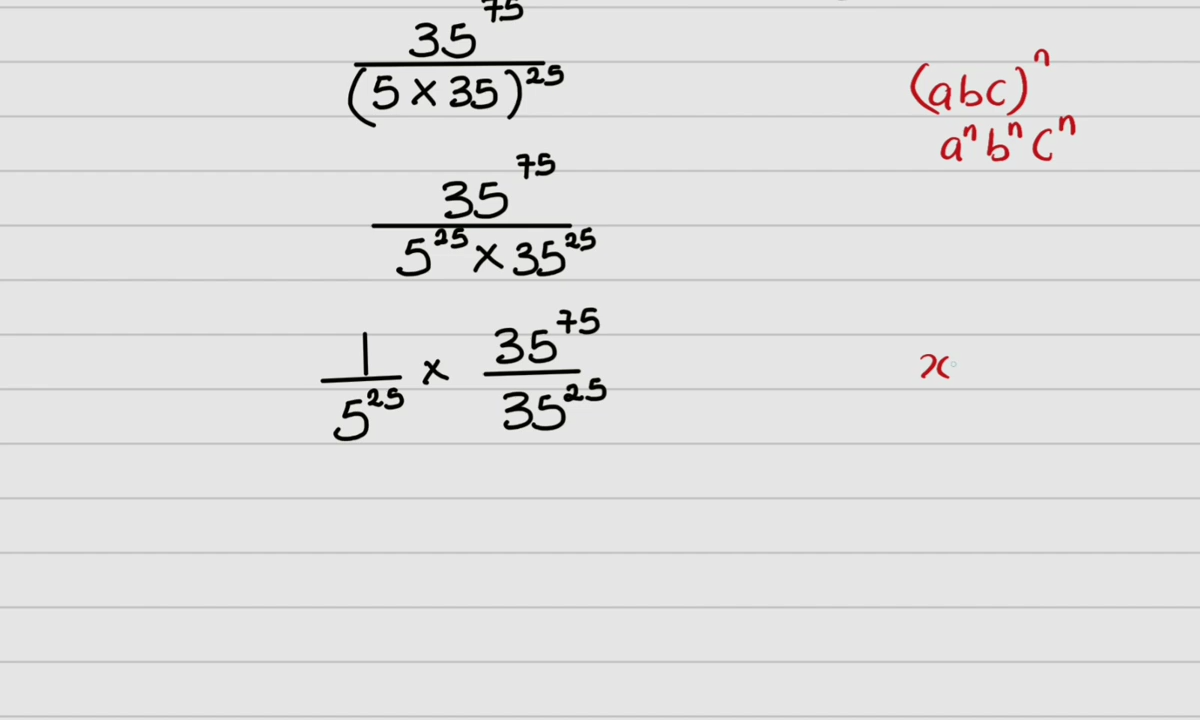 35^75
(5 × 35)^25
(abc)^n
a^n b^n c^n
35^75
5^25 × 35^25
1/5^25 × 35^75/35^25
x